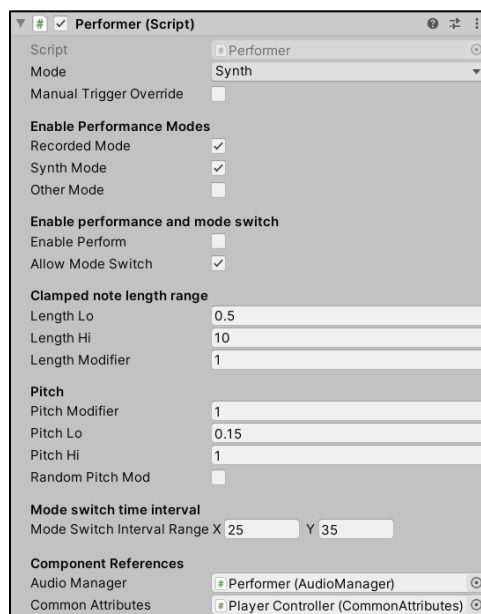 Performer (Script)
Script Performer
Mode Synth
Manual Trigger Override
Enable Performance Modes
Recorded Mode
Synth Mode
Other Mode
Enable performance and mode switch
Enable Perform
Allow Mode Switch
Clamped note length range
Length Lo 0.5
Length Hi 10
Length Modifier 1
Pitch
Pitch Modifier 1
Pitch Lo 0.15
Pitch Hi 1
Random Pitch Mod
Mode switch time interval
Mode Switch Interval Range X 25 Y 35
Component References
Audio Manager Performer (AudioManager)
Common Attributes Player Controller (CommonAttributes)